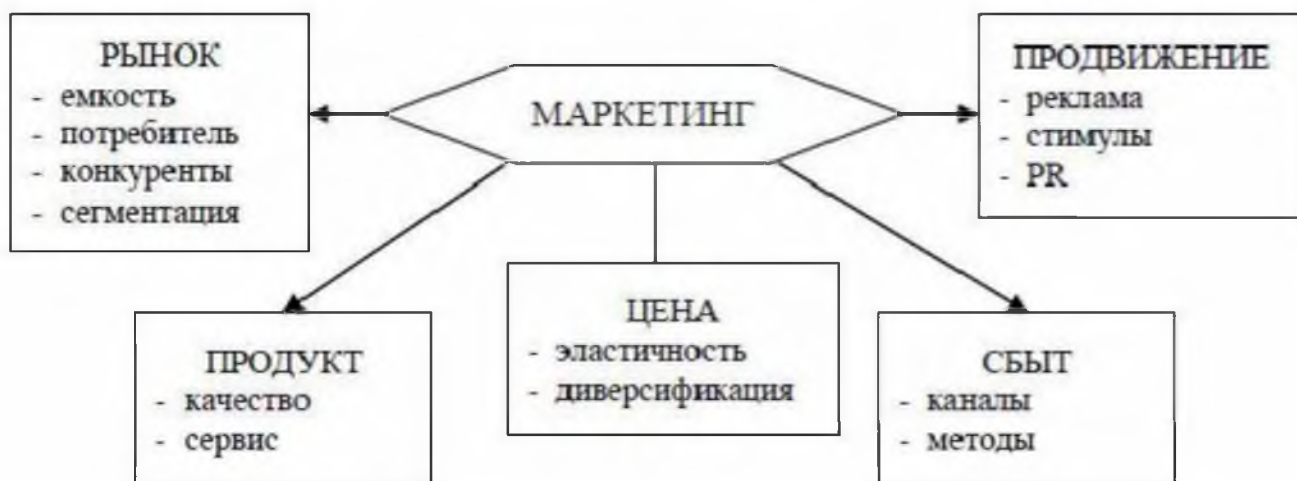 РЫНОК
- емкость
- потребитель
- конкуренты
- сегментация
МАРКЕТИНГ
ПРОДВИЖЕНИЕ
- реклама
- стимулы
- PR
ПРОДУКТ
- качество
- сервис
ЦЕНА
- эластичность
- диверсификация
СБЫТ
- каналы
- методы